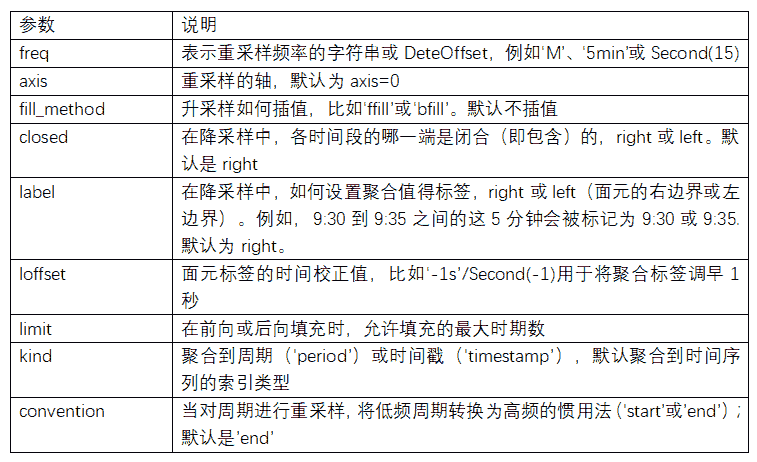 参数 说明
freq 表示重采样频率的字符串或 DeteOffset，例如‘M’、‘5min’或 Second(15)
axis 重采样的轴，默认为 axis=0
fill_method 升采样如何插值，比如‘ffill’或‘bfill’。默认不插值
closed 在降采样中，各时间段的哪一端是闭合（即包含）的，right 或 left。默
认是 right
label 在降采样中，如何设置聚合值得标签，right 或 left（面元的右边界或左
边界）。例如，9:30 到 9:35 之间的这 5 分钟会被标记为 9:30 或 9:35.
默认为 right。
loffset 面元标签的时间校正值，比如‘-1s’/Second(-1)用于将聚合标签调早 1
秒
limit 在前向或后向填充时，允许填充的最大时期数
kind 聚合到周期（‘period’）或时间戳（‘timestamp’），默认聚合到时间序
列的索引类型
convention 当对周期进行重采样，将低频周期转换为高频的惯用法（‘start’或’end’）；
默认是’end’